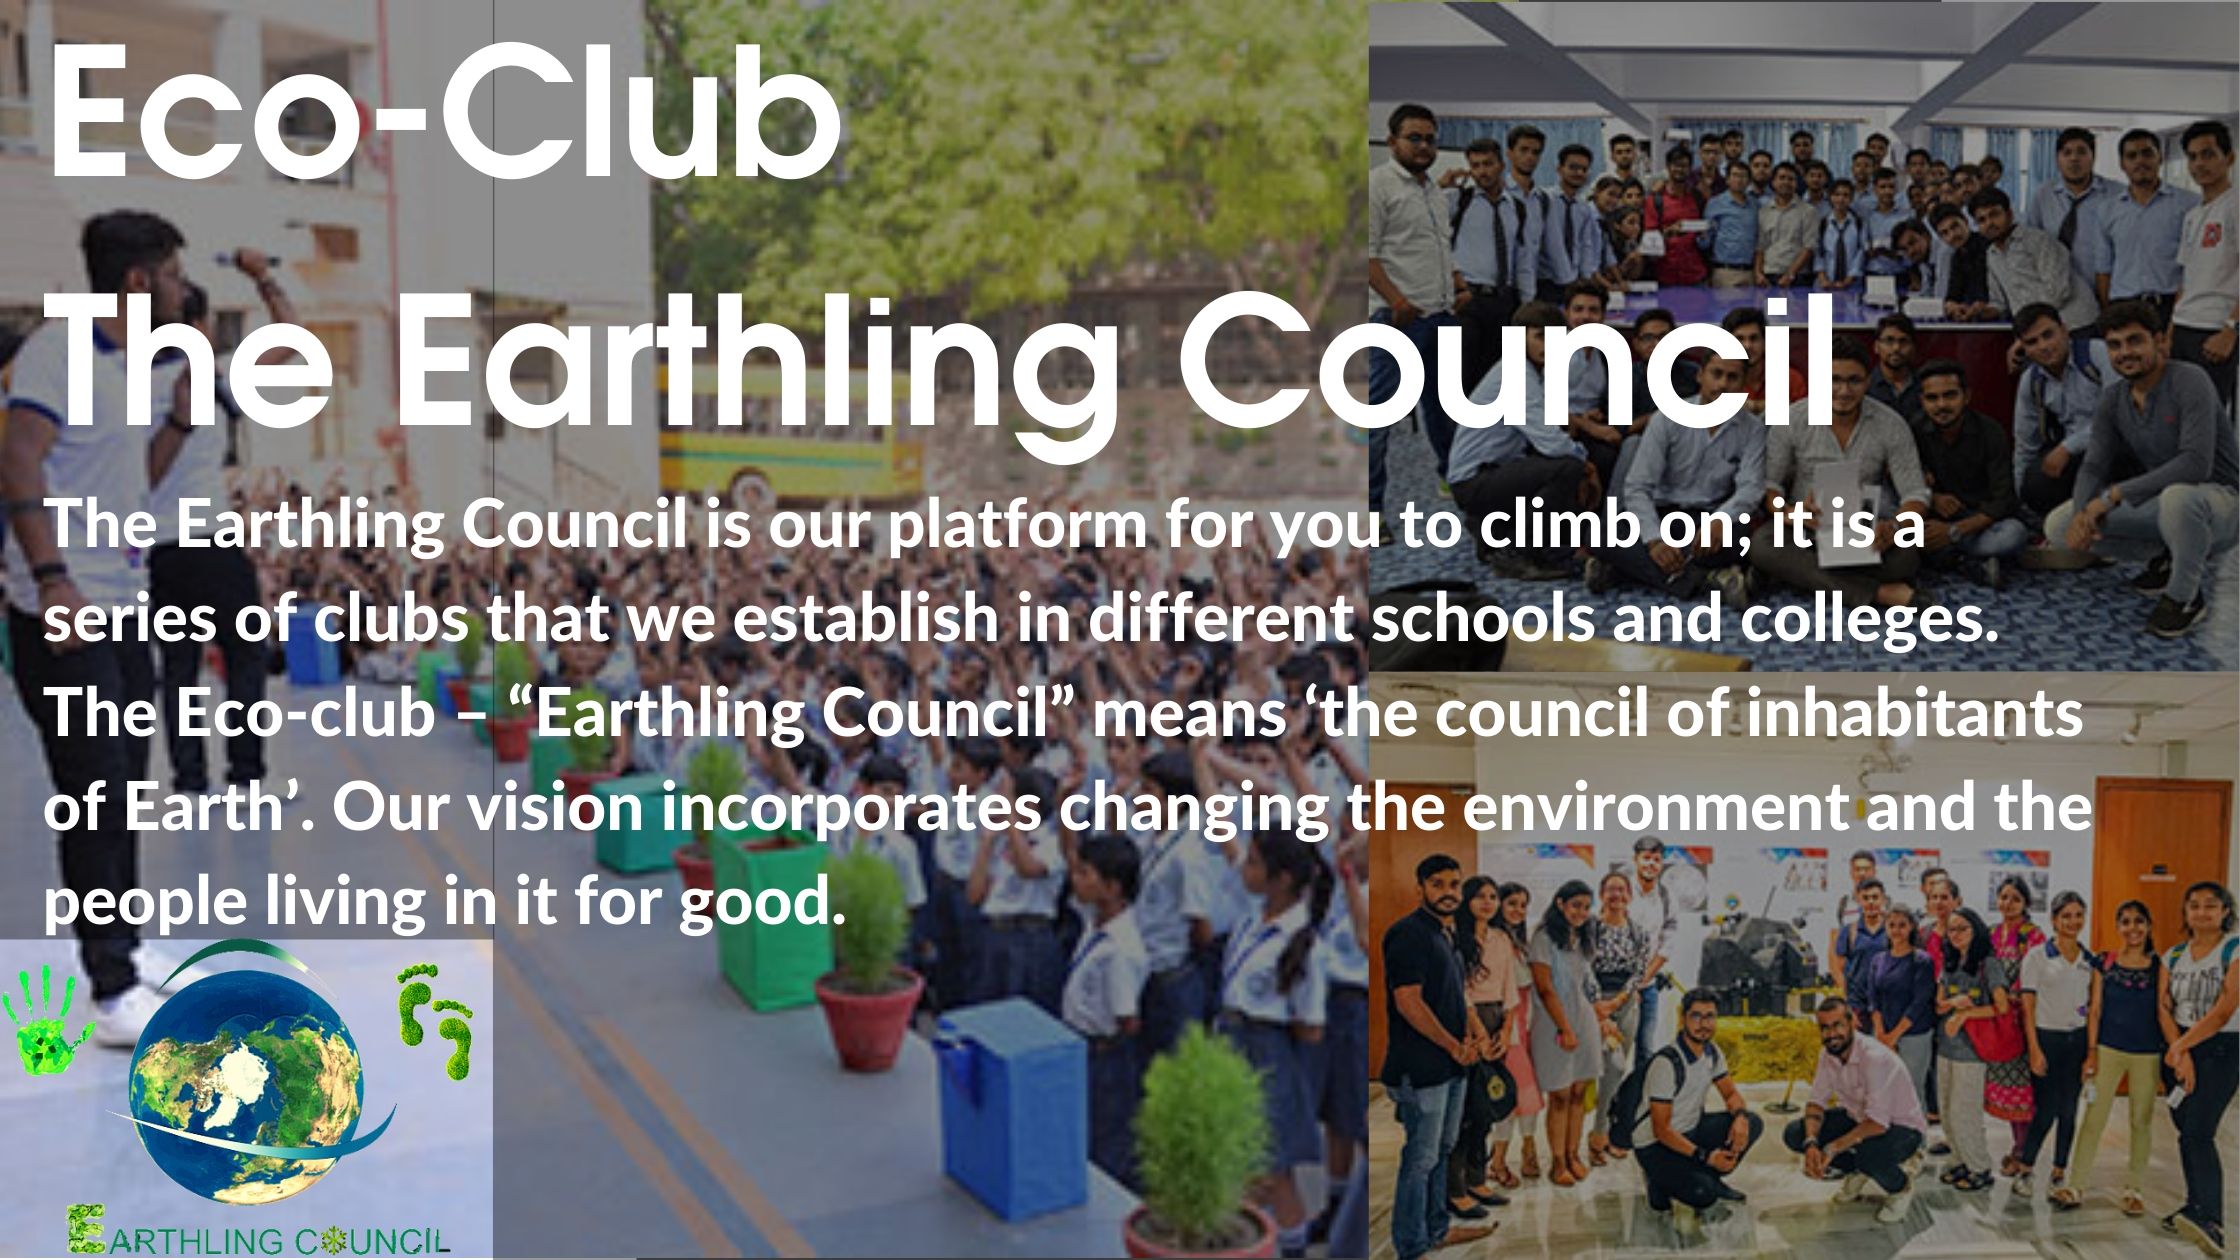 Eco-Club
The Earthling Council
The Earthling Council is our platform for you to climb on; it is a
series of clubs that we establish in different schools and colleges.
The Eco-club – “Earthling Council” means ‘the council of inhabitants
of Earth’. Our vision incorporates changing the environment and the
people living in it for good.
EARTHLING COUNCIL